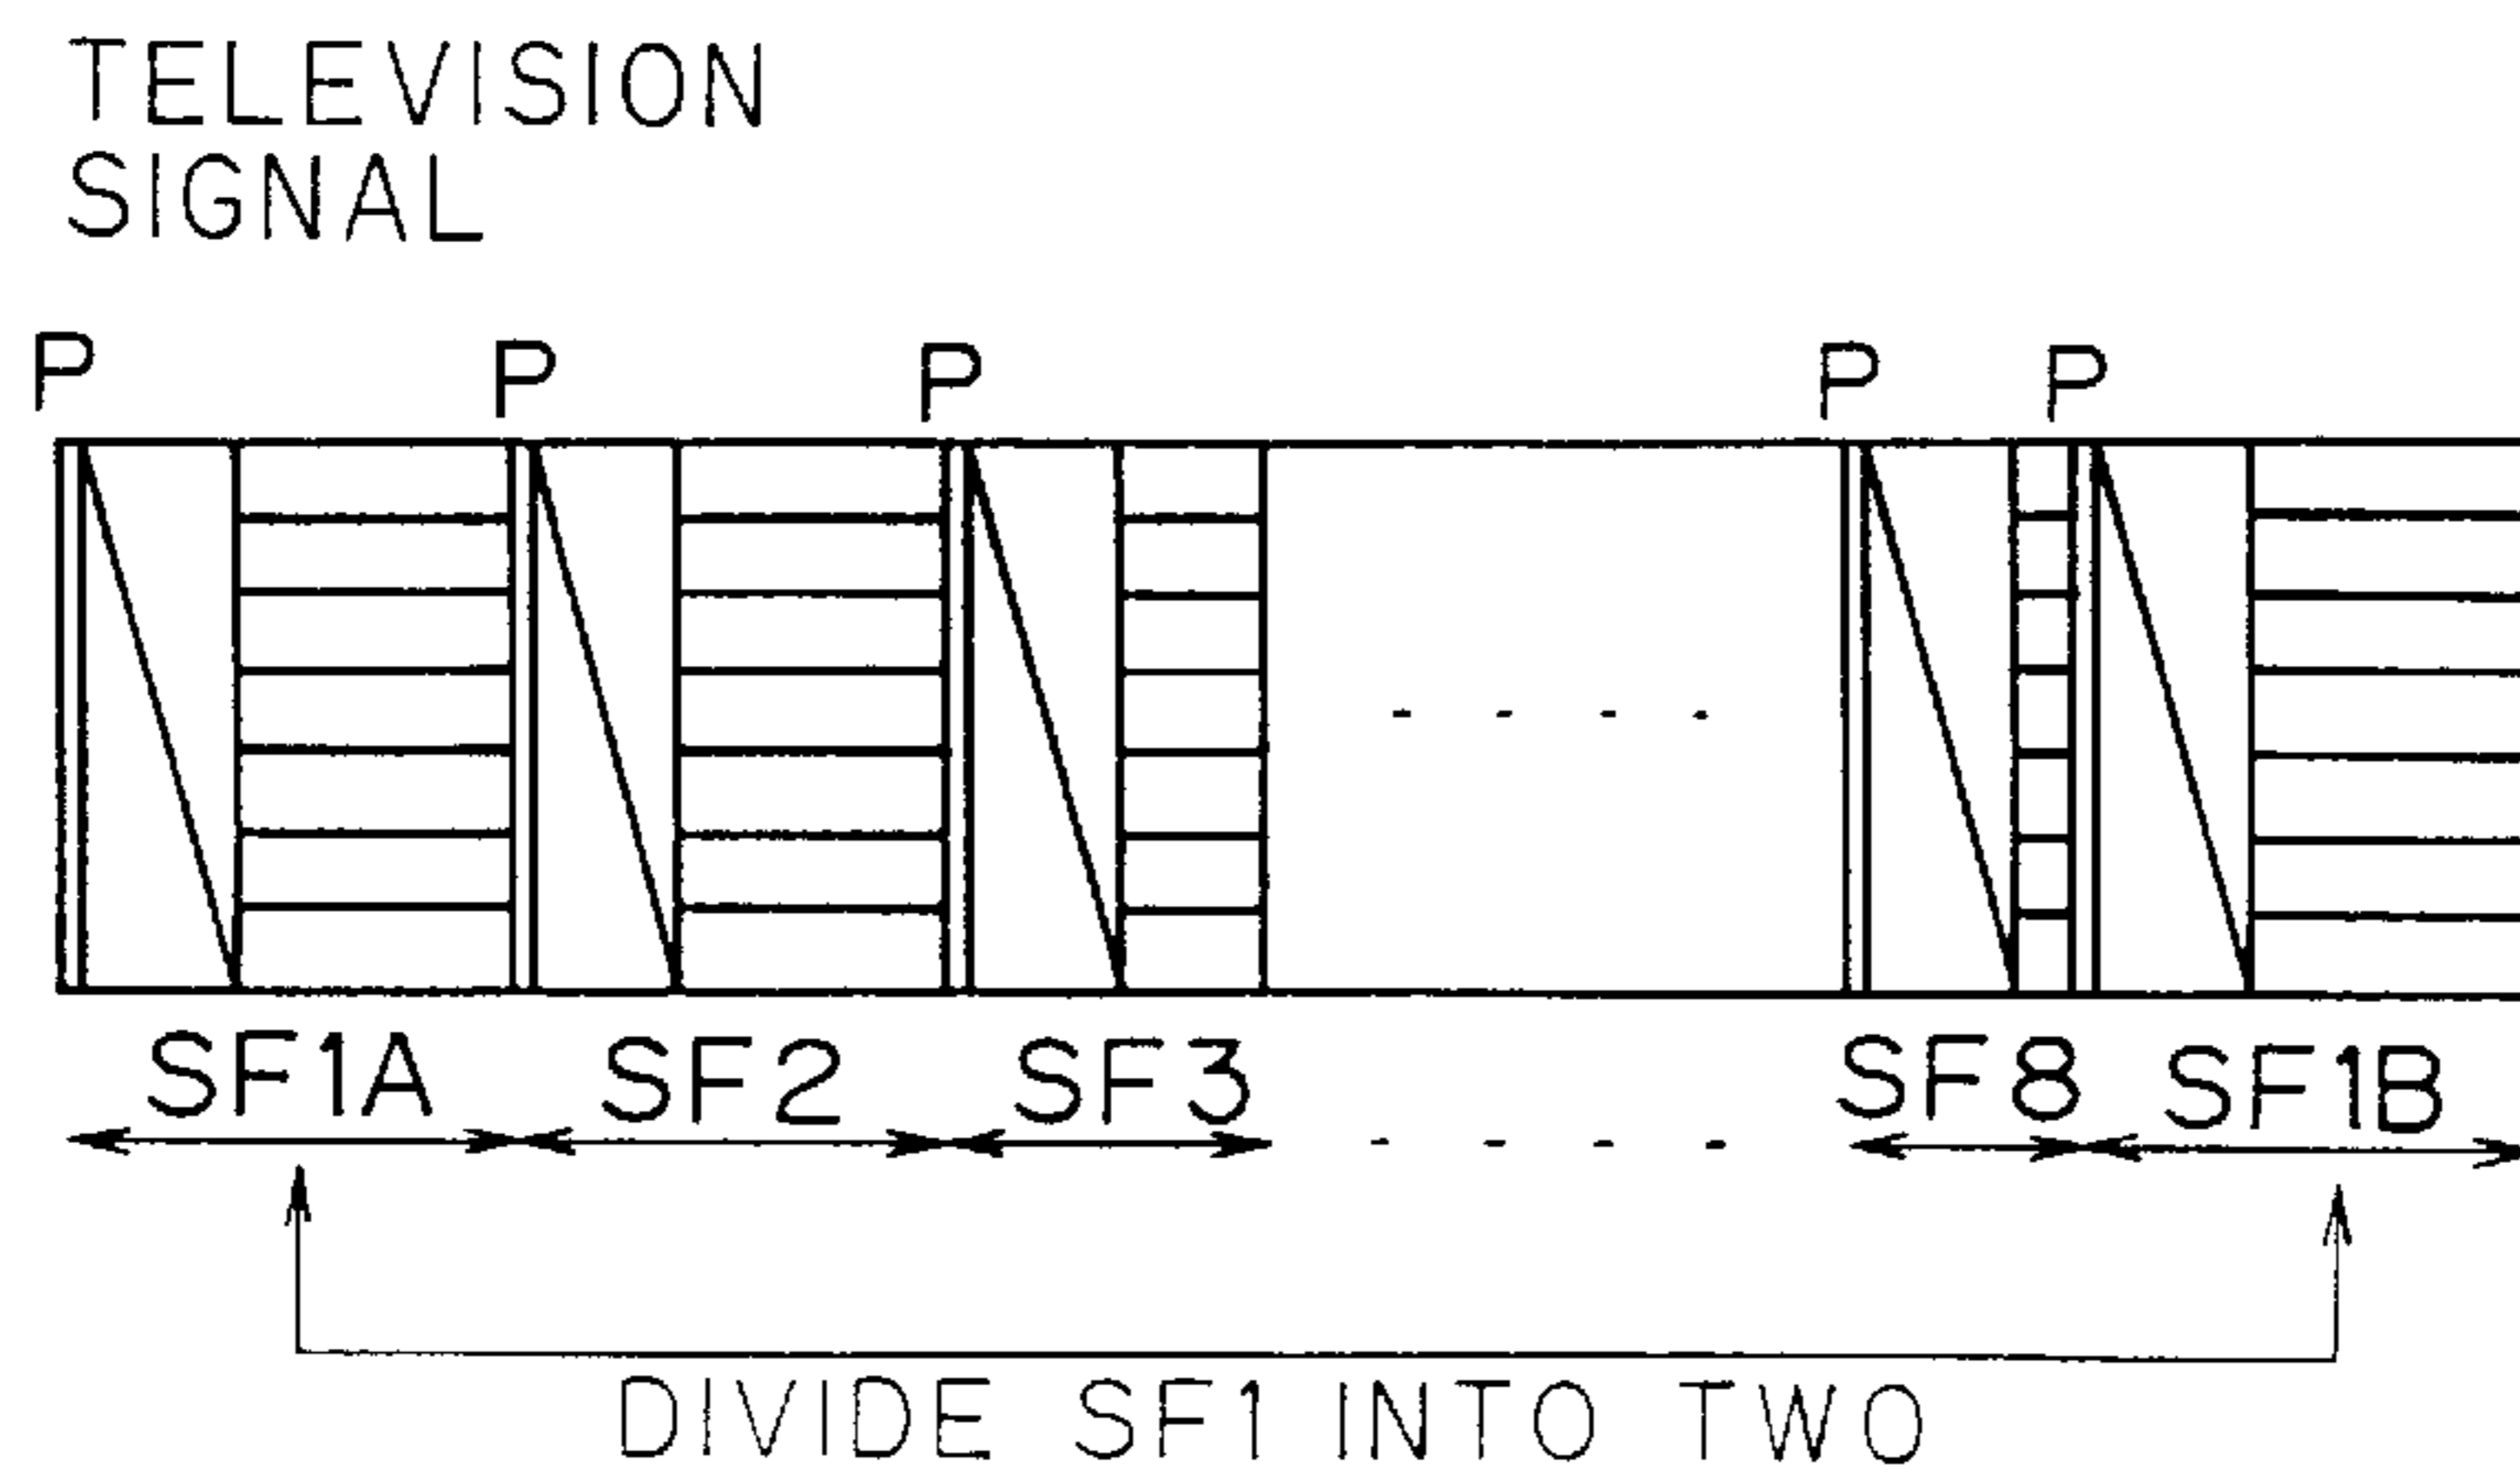 TELEVISION
SIGNAL
P P P P P
SF1A SF2 SF3 SF8 SF1B
DIVIDE SF1 INTO TWO